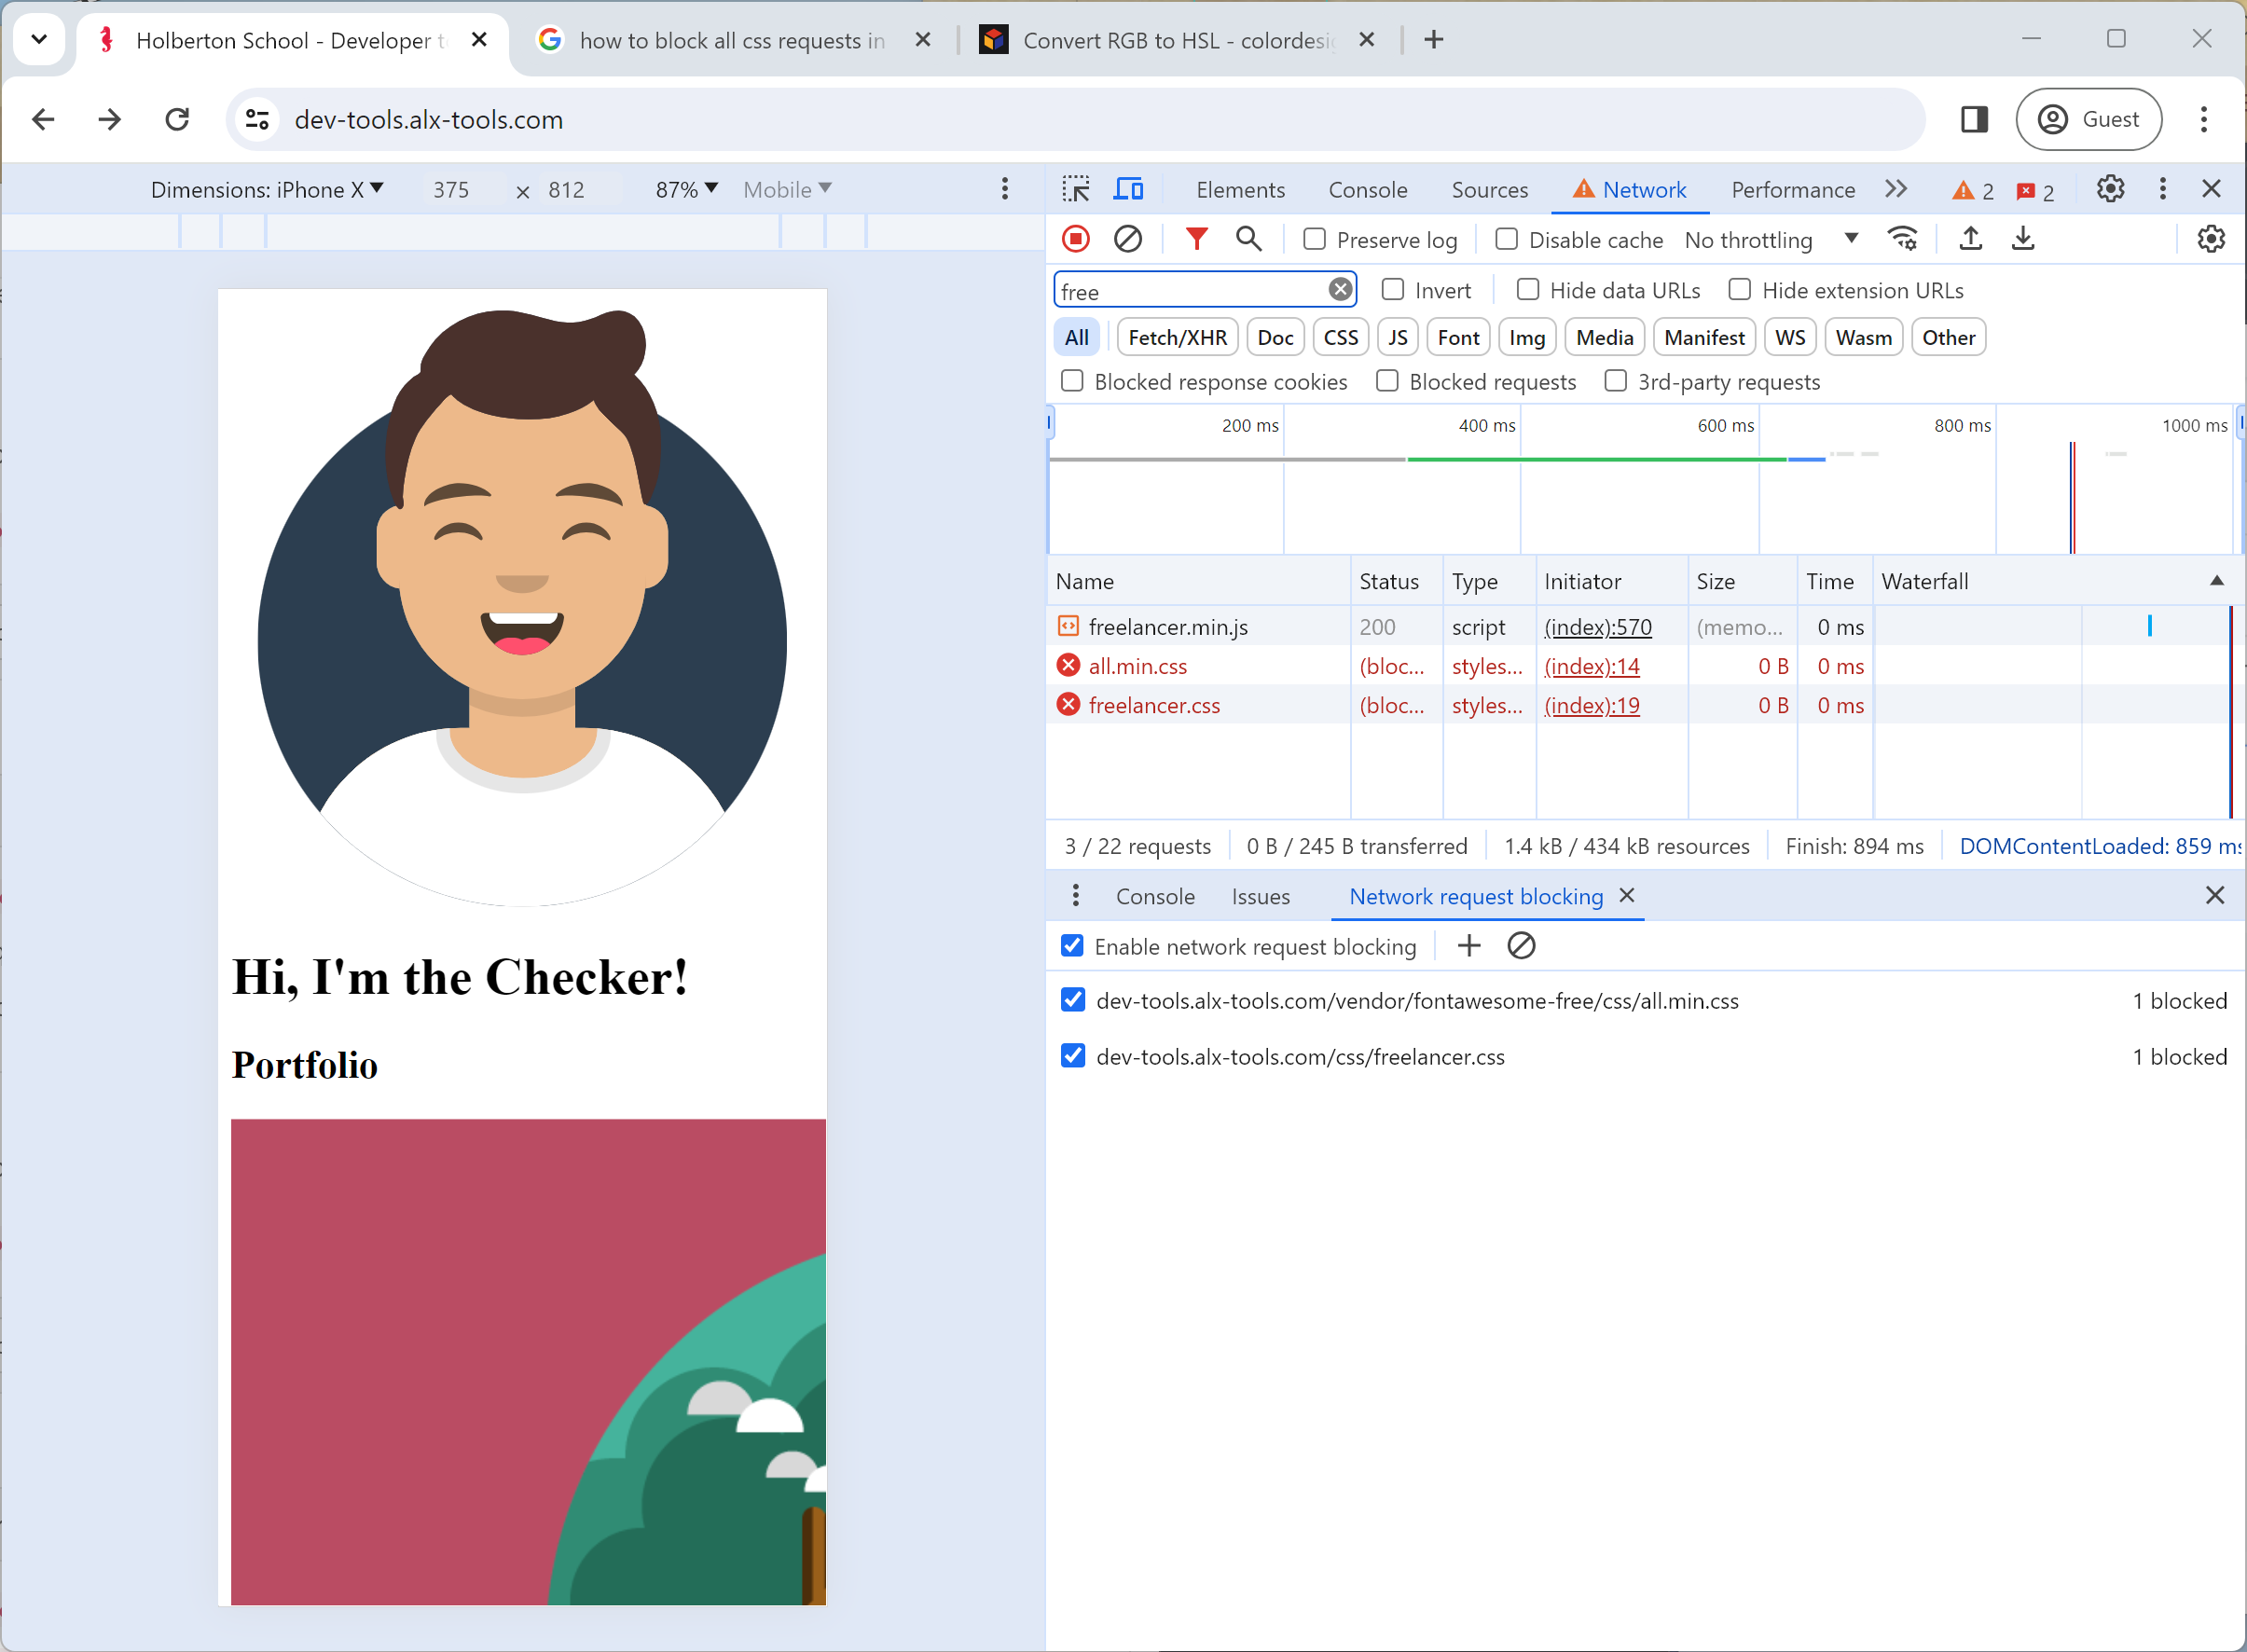 Holberton School - Developer t
how to block all css requests in
Convert RGB to HSL - colordesig
dev-tools.alx-tools.com
Guest
Dimensions: iPhone X 375 × 812 87% Mobile
Elements Console Sources Network Performance 2 2
Preserve log Disable cache No throttling
free Invert Hide data URLs Hide extension URLs
All Fetch/XHR Doc CSS JS Font Img Media Manifest WS Wasm Other
Blocked response cookies Blocked requests 3rd-party requests
200 ms 400 ms 600 ms 800 ms 1000 ms
Name Status Type Initiator Size Time Waterfall
freelancer.min.js 200 script (index):570 (memo... 0 ms
all.min.css (bloc... styles... (index):14 0 B 0 ms
freelancer.css (bloc... styles... (index):19 0 B 0 ms
3 / 22 requests 0 B / 245 B transferred 1.4 kB / 434 kB resources Finish: 894 ms DOMContentLoaded: 859 ms
Console Issues Network request blocking
Enable network request blocking
dev-tools.alx-tools.com/vendor/fontawesome-free/css/all.min.css 1 blocked
dev-tools.alx-tools.com/css/freelancer.css 1 blocked
Hi, I'm the Checker!
Portfolio